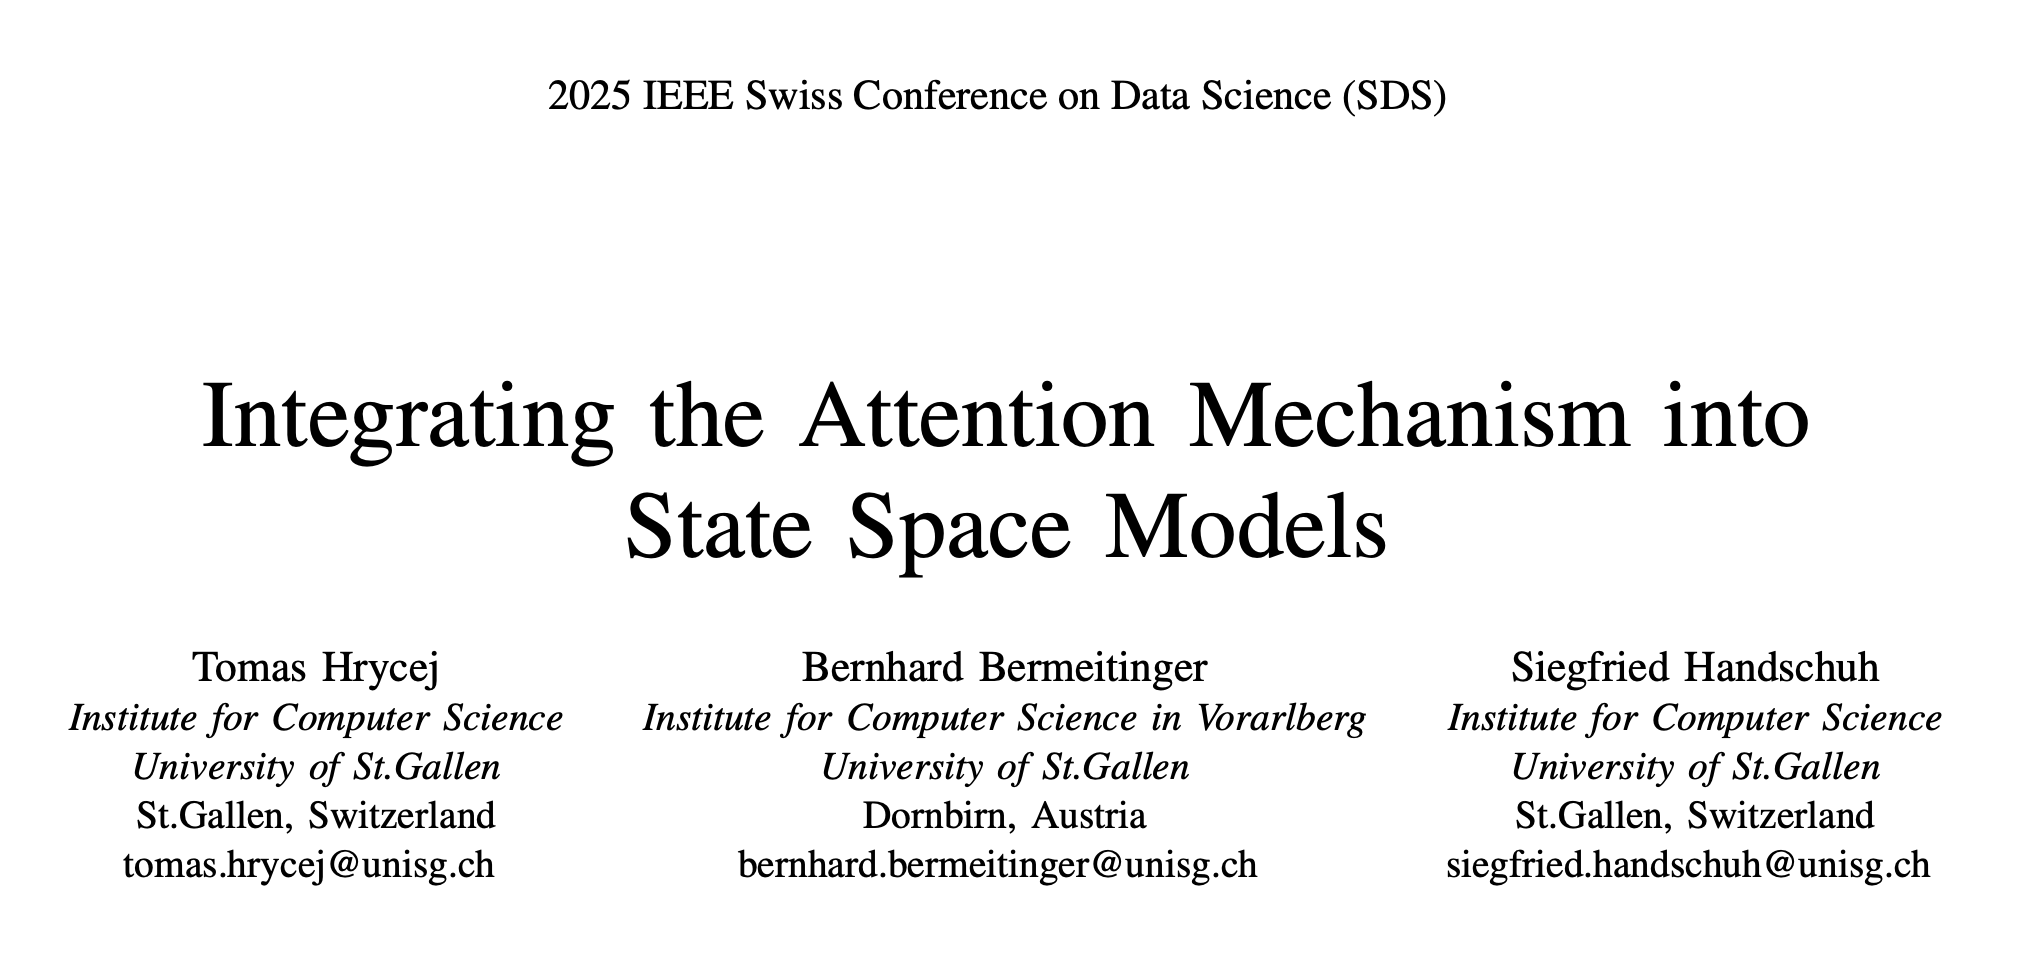 2025 IEEE Swiss Conference on Data Science (SDS)
Integrating the Attention Mechanism into
State Space Models
Tomas Hrycej
Institute for Computer Science
University of St.Gallen
St.Gallen, Switzerland
tomas.hrycej@unisg.ch
Bernhard Bermeitinger
Institute for Computer Science in Vorarlberg
University of St.Gallen
Dornbirn, Austria
bernhard.bermeitinger@unisg.ch
Siegfried Handschuh
Institute for Computer Science
University of St.Gallen
St.Gallen, Switzerland
siegfried.handschuh@unisg.ch